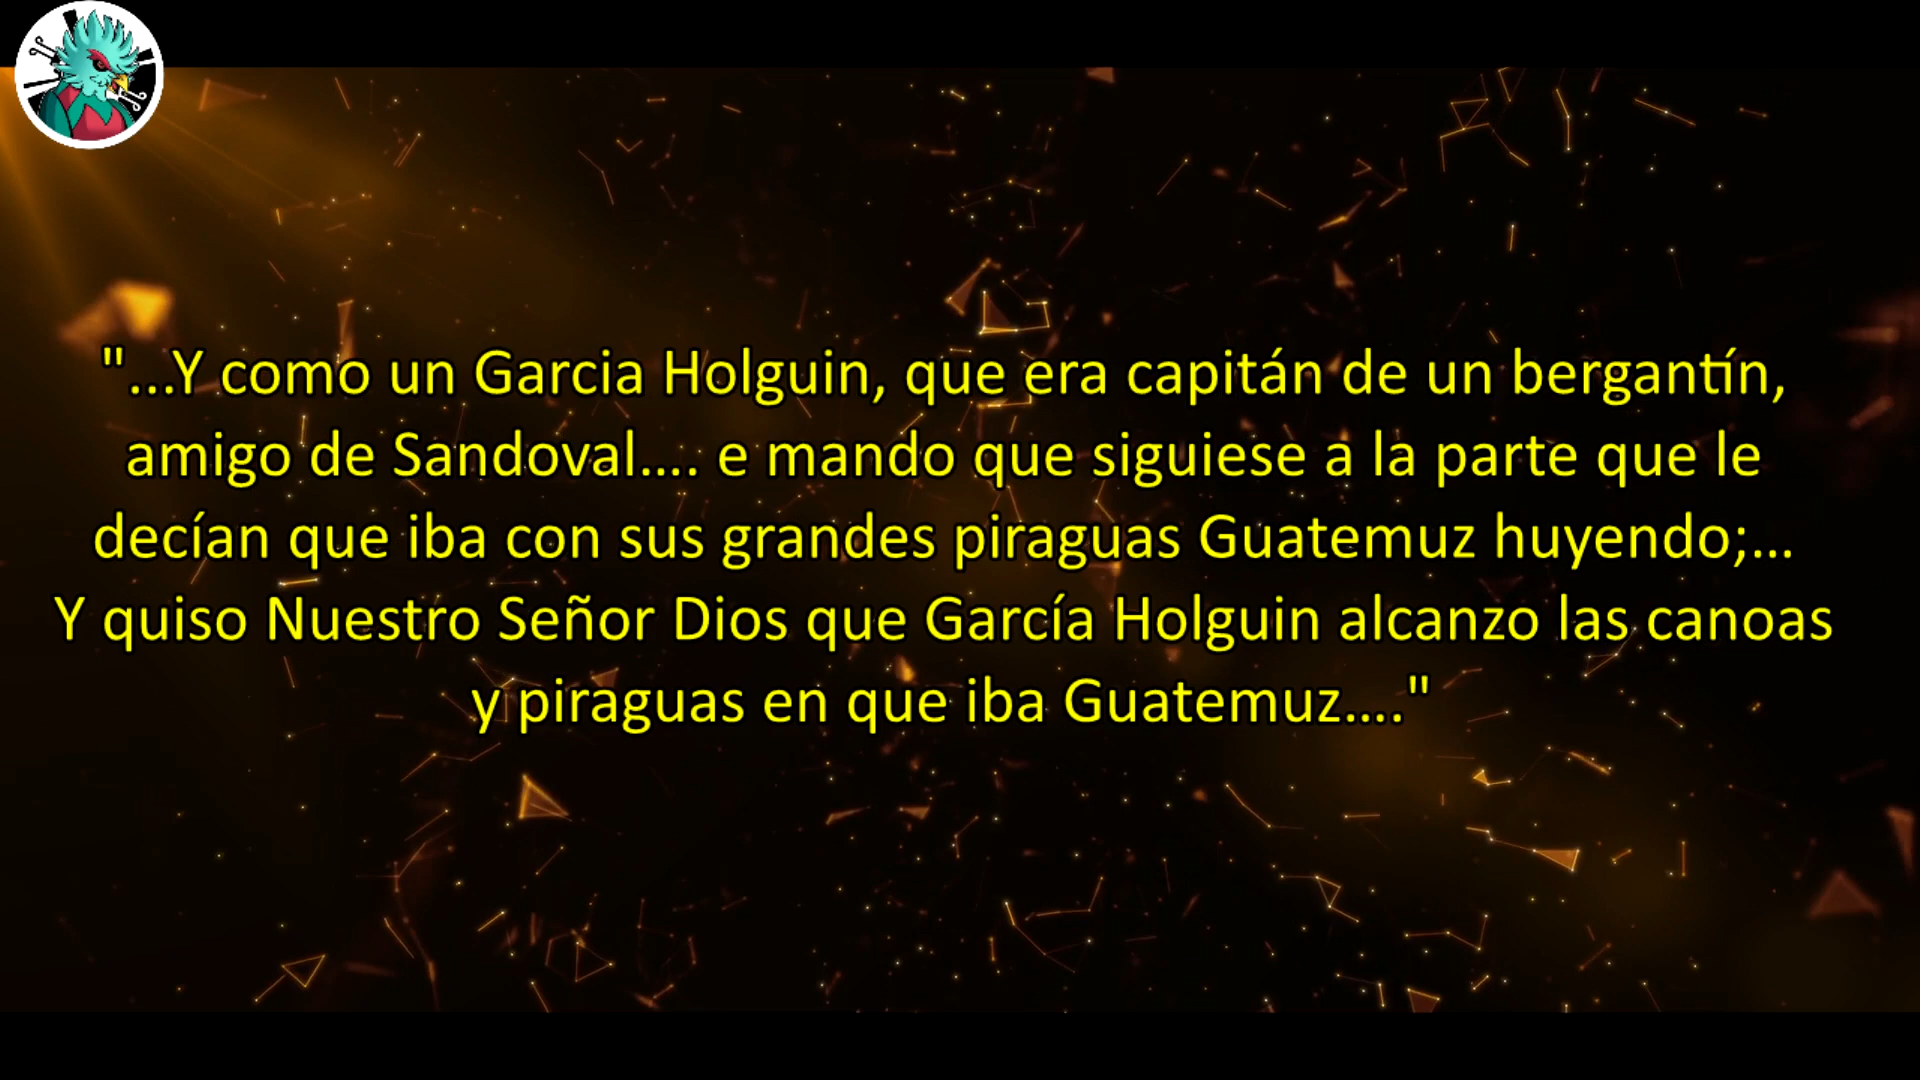 "...Y como un Garcia Holguin, que era capitán de un bergantín,
amigo de Sandoval.... e mando que siguiese a la parte que le
decían que iba con sus grandes piraguas Guatemuz huyendo;...
Y quiso Nuestro Señor Dios que García Holguin alcanzo las canoas
y piraguas en que iba Guatemuz...."